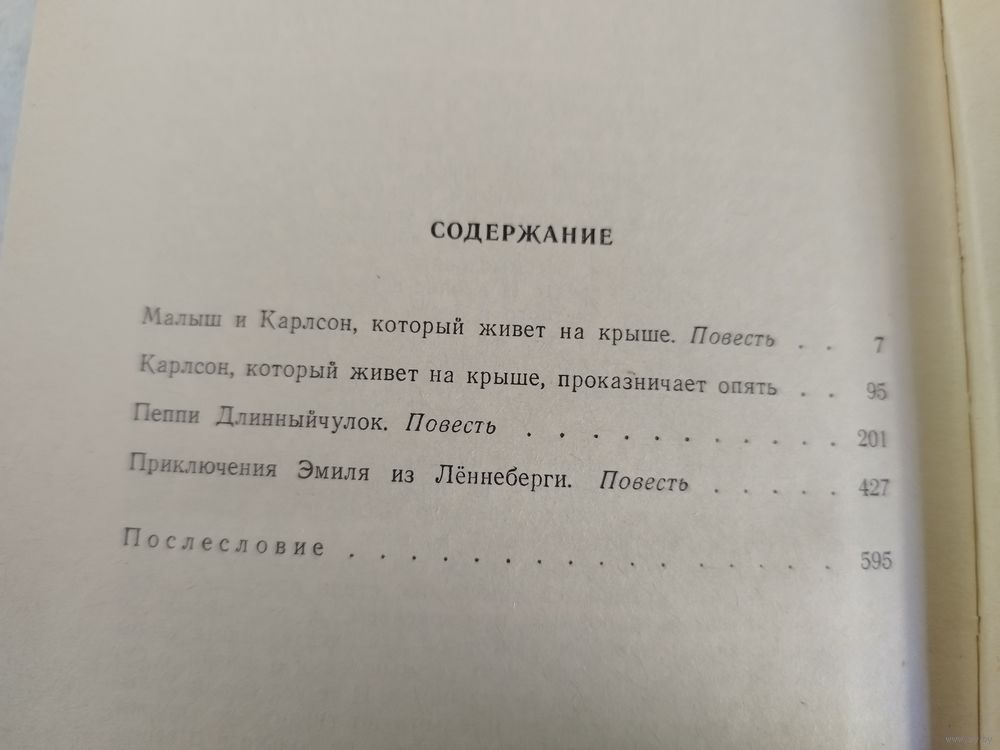 СОДЕРЖАНИЕ
Малыш и Карлсон, который живет на крыше. Повесть . . 7
Карлсон, который живет на крыше, проказничает опять . . 95
Пеппи Длинныйчулок. Повесть . . . . . . . . . . . 201
Приключения Эмиля из Лённеберги. Повесть . . . . . 427
Послесловие . . . . . . . . . . . . . . . . 595